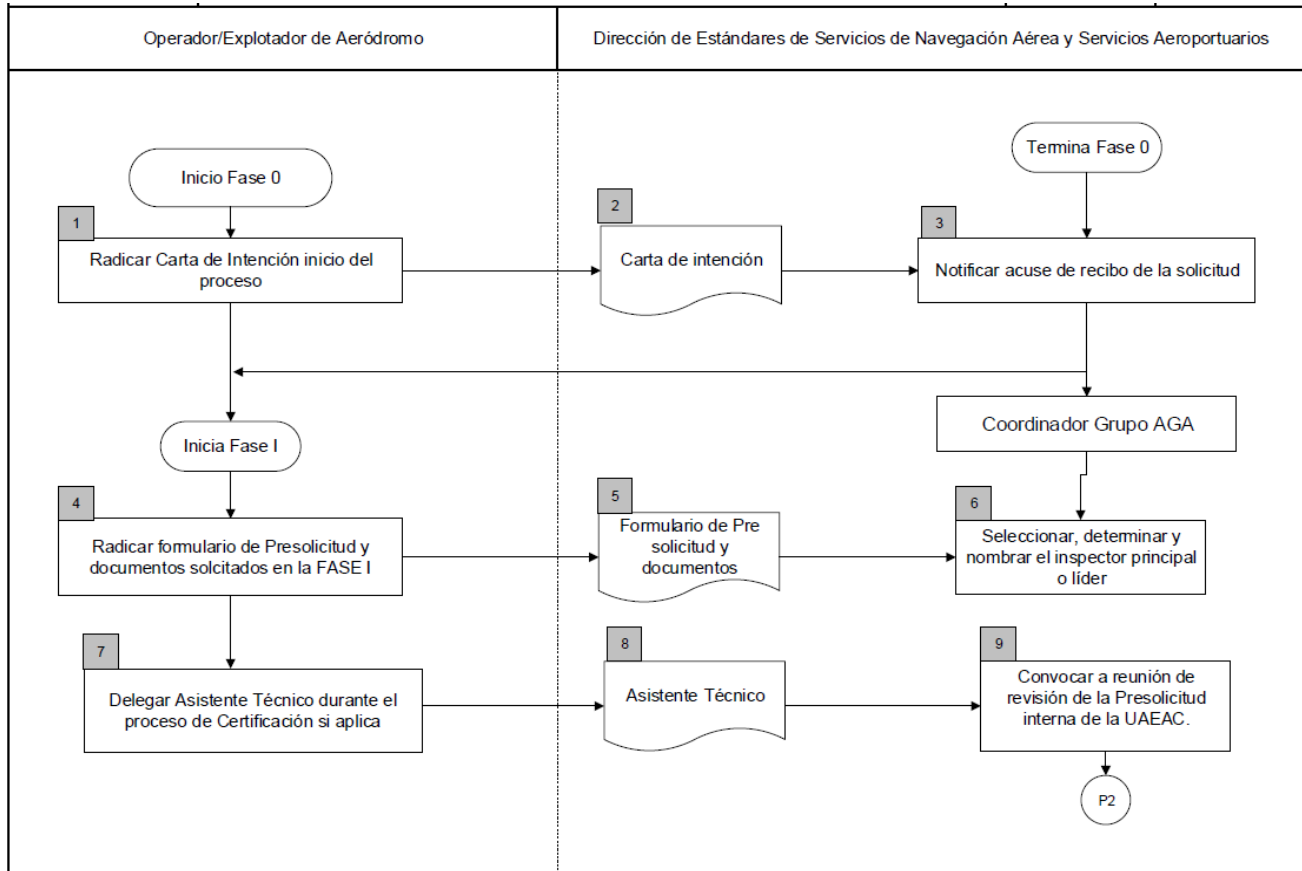 Operador/Explotador de Aeródromo
Dirección de Estándares de Servicios de Navegación Aérea y Servicios Aeroportuarios
Inicio Fase 0
Termina Fase 0
1
Radicar Carta de Intención inicio del
proceso
2
Carta de intención
3
Notificar acuse de recibo de la solicitud
Coordinador Grupo AGA
Inicia Fase I
4
Radicar formulario de Presolicitud y
documentos solcitados en la FASE I
5
Formulario de Pre
solicitud y
documentos
6
Seleccionar, determinar y
nombrar el inspector principal
o líder
7
Delegar Asistente Técnico durante el
proceso de Certificación si aplica
8
Asistente Técnico
9
Convocar a reunión de
revisión de la Presolicitud
interna de la UAEAC.
P2